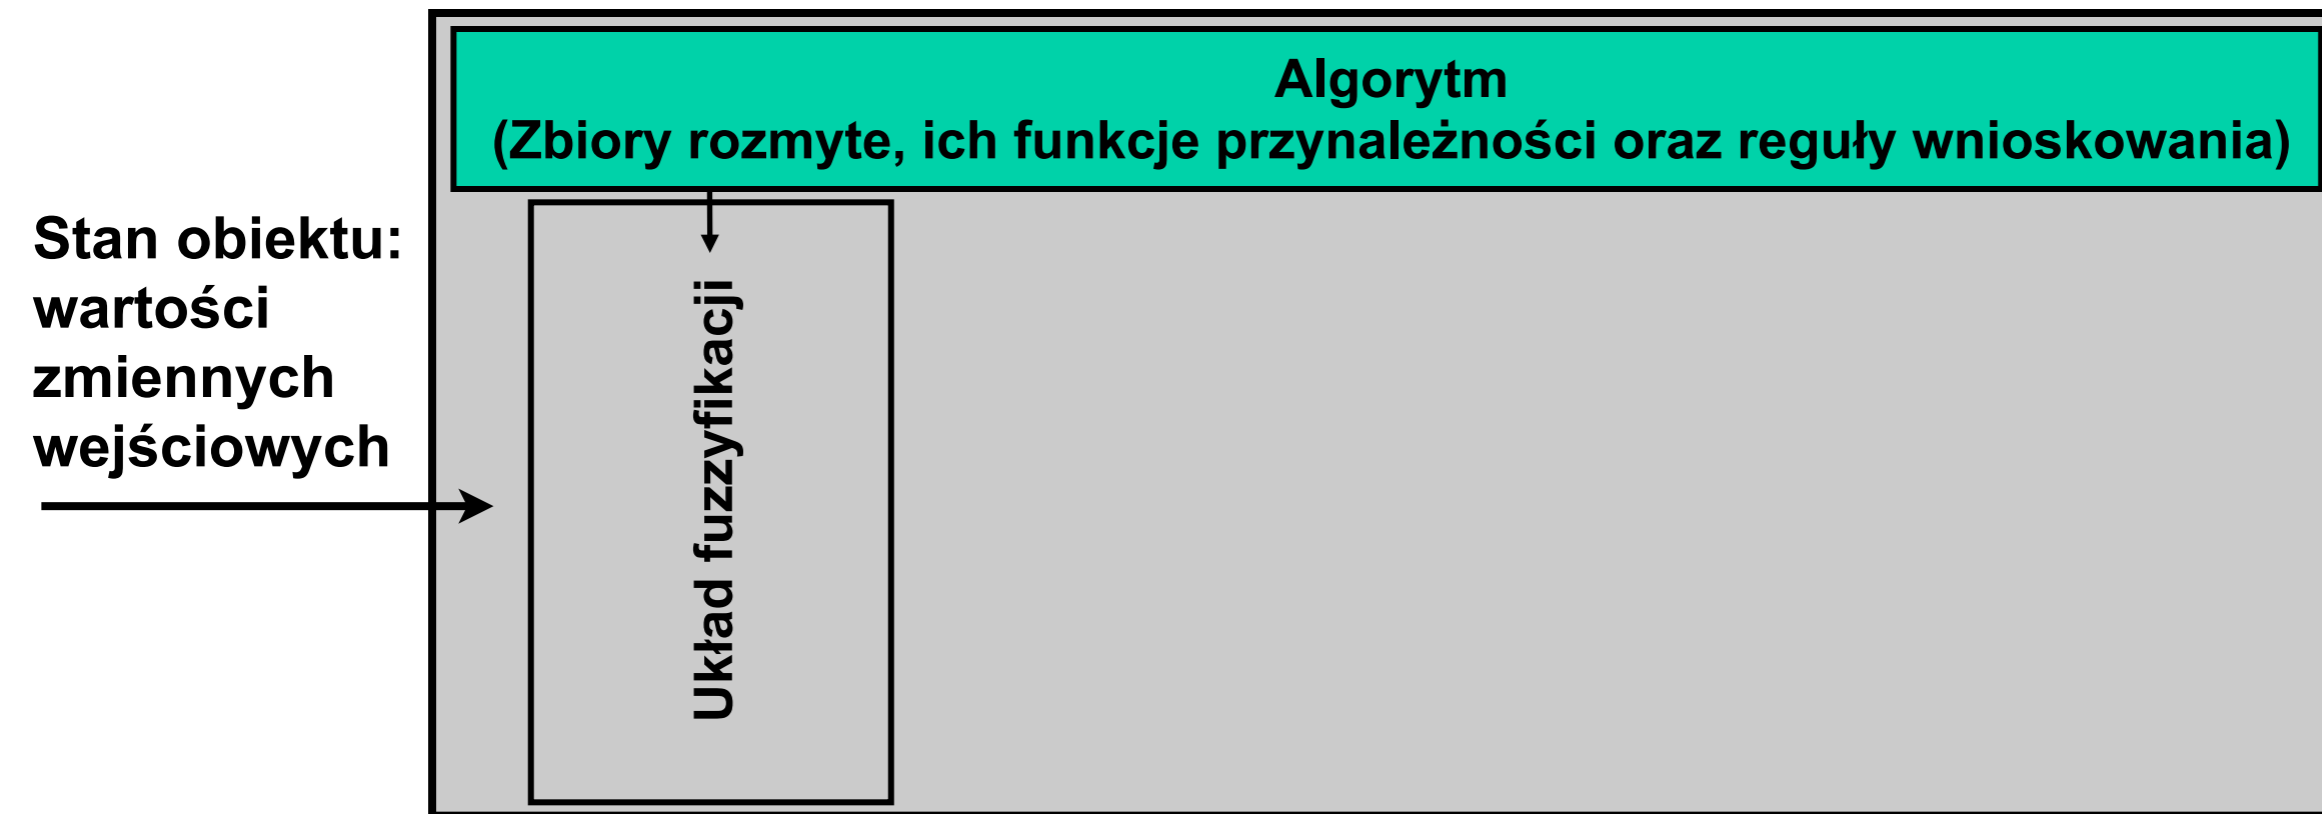 Algorytm
(Zbiory rozmyte, ich funkcje przynależności oraz reguły wnioskowania)
Stan obiektu:
wartości
zmiennych
wejściowych
Układ fuzzyfikacji